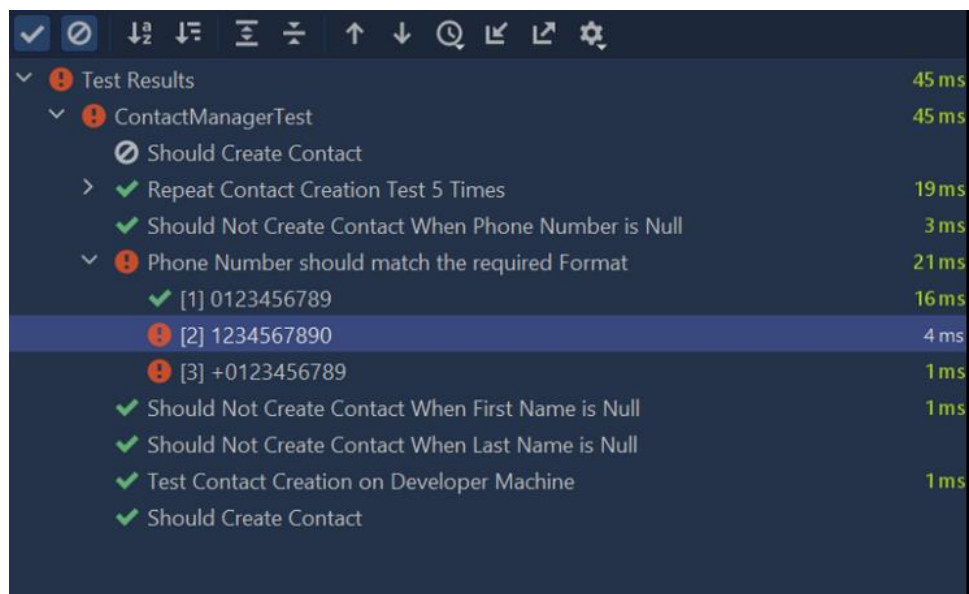 Test Results 45 ms
ContactManagerTest 45 ms
Should Create Contact
Repeat Contact Creation Test 5 Times 19 ms
Should Not Create Contact When Phone Number is Null 3 ms
Phone Number should match the required Format 21 ms
[1] 0123456789 16 ms
[2] 1234567890 4 ms
[3] +0123456789 1 ms
Should Not Create Contact When First Name is Null 1 ms
Should Not Create Contact When Last Name is Null
Test Contact Creation on Developer Machine 1 ms
Should Create Contact